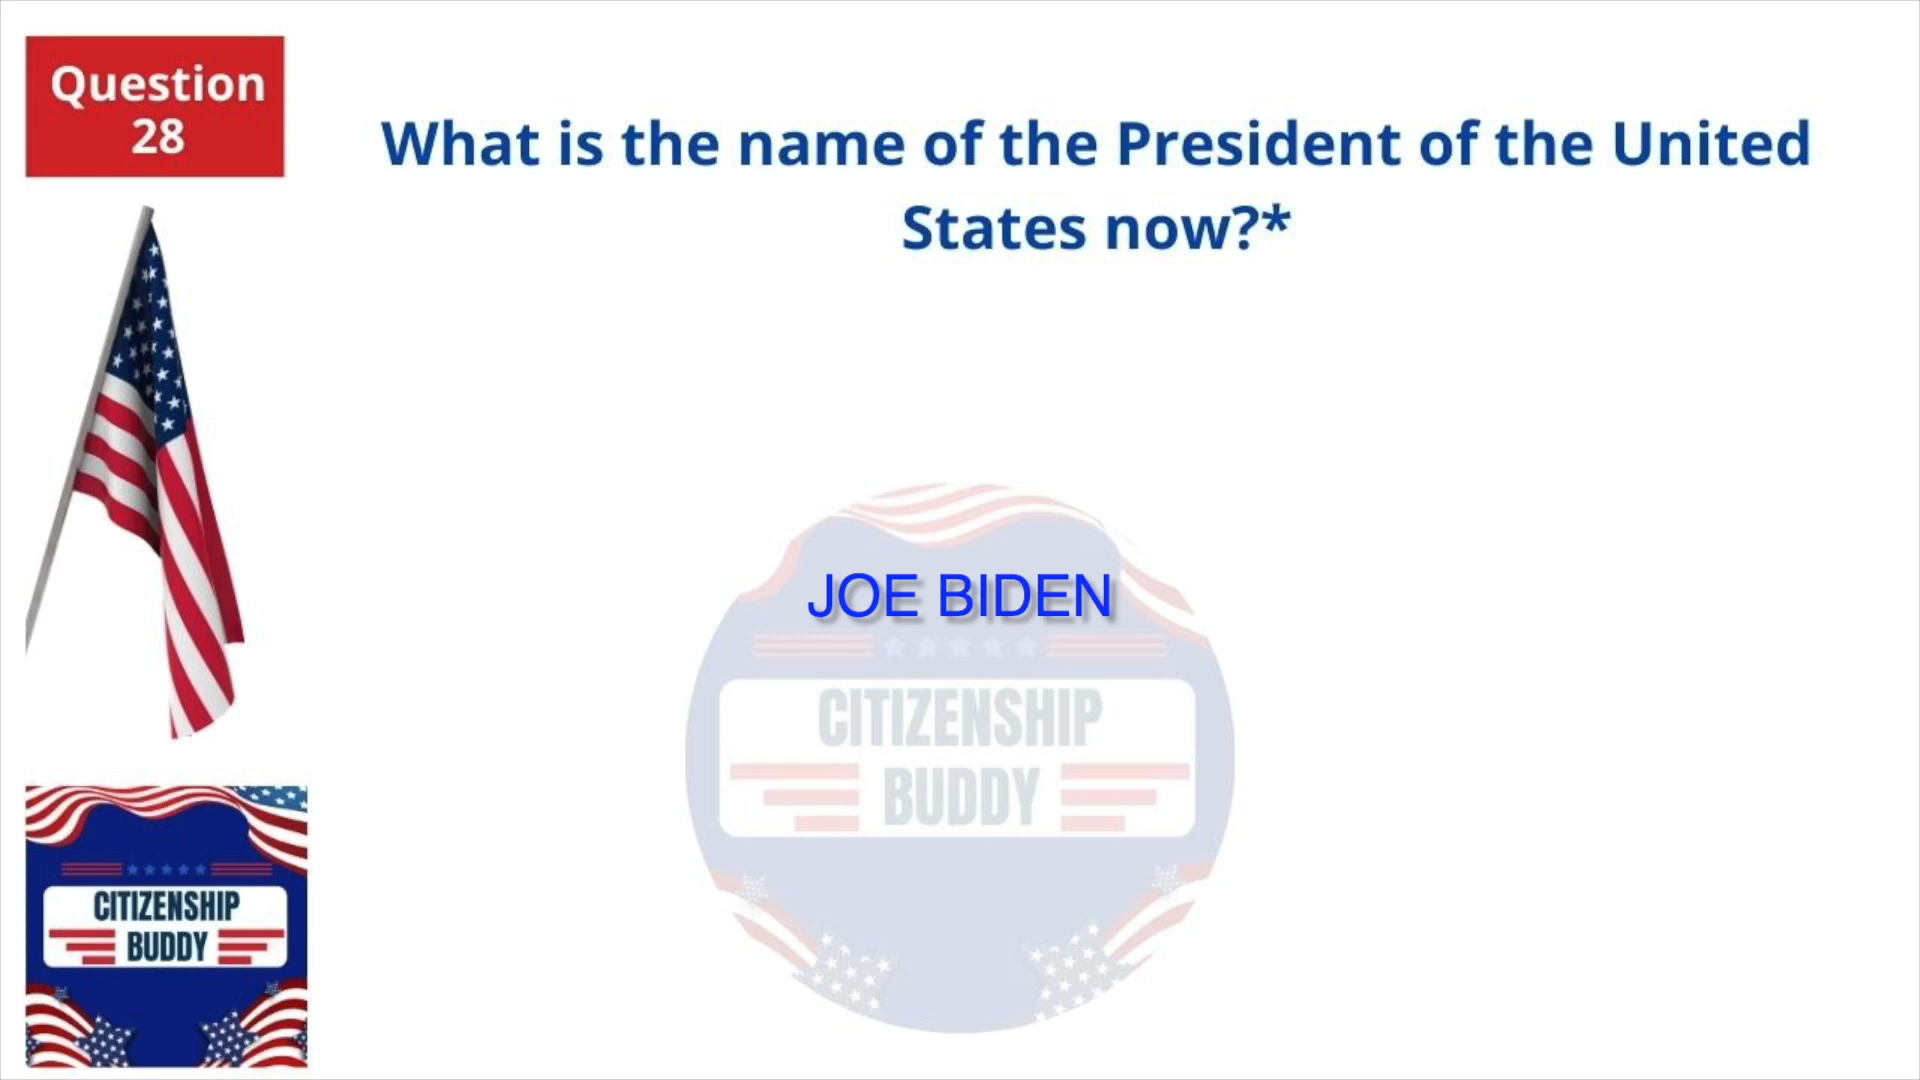 Question
28
What is the name of the President of the United
States now?*
JOE BIDEN
CITIZENSHIP
BUDDY
CITIZENSHIP
BUDDY